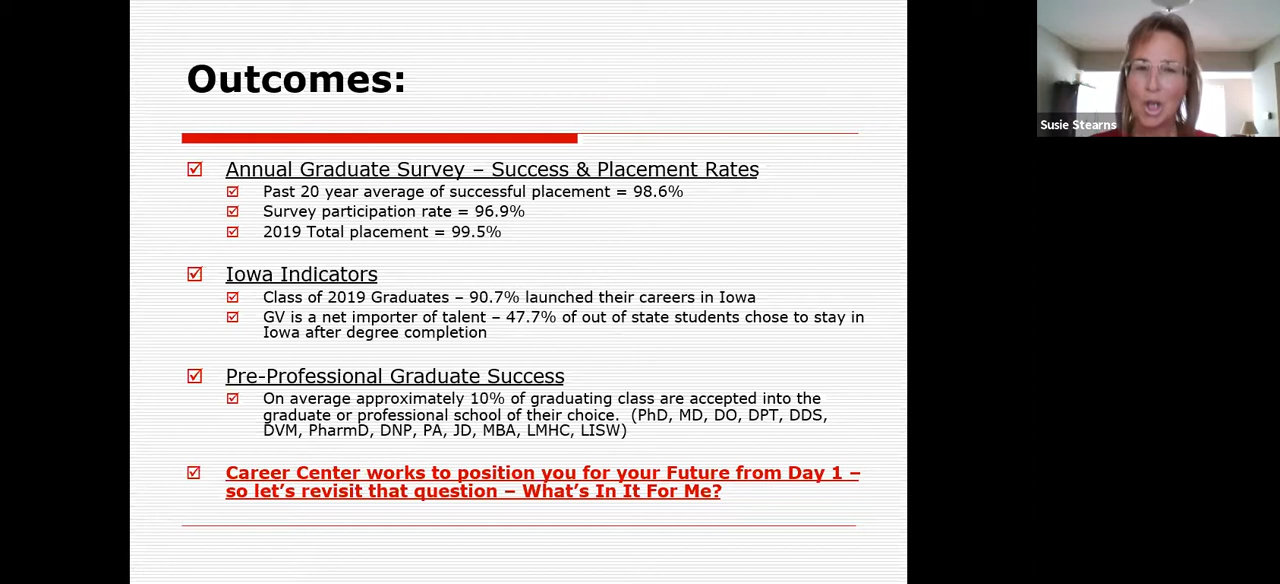 Outcomes:
Susie Stearns
Annual Graduate Survey – Success & Placement Rates
Past 20 year average of successful placement = 98.6%
Survey participation rate = 96.9%
2019 Total placement = 99.5%
Iowa Indicators
Class of 2019 Graduates – 90.7% launched their careers in Iowa
GV is a net importer of talent – 47.7% of out of state students chose to stay in
Iowa after degree completion
Pre-Professional Graduate Success
On average approximately 10% of graduating class are accepted into the
graduate or professional school of their choice.  (PhD, MD, DO, DPT, DDS,
DVM, PharmD, DNP, PA, JD, MBA, LMHC, LISW)
Career Center works to position you for your Future from Day 1 –
so let’s revisit that question – What’s In It For Me?